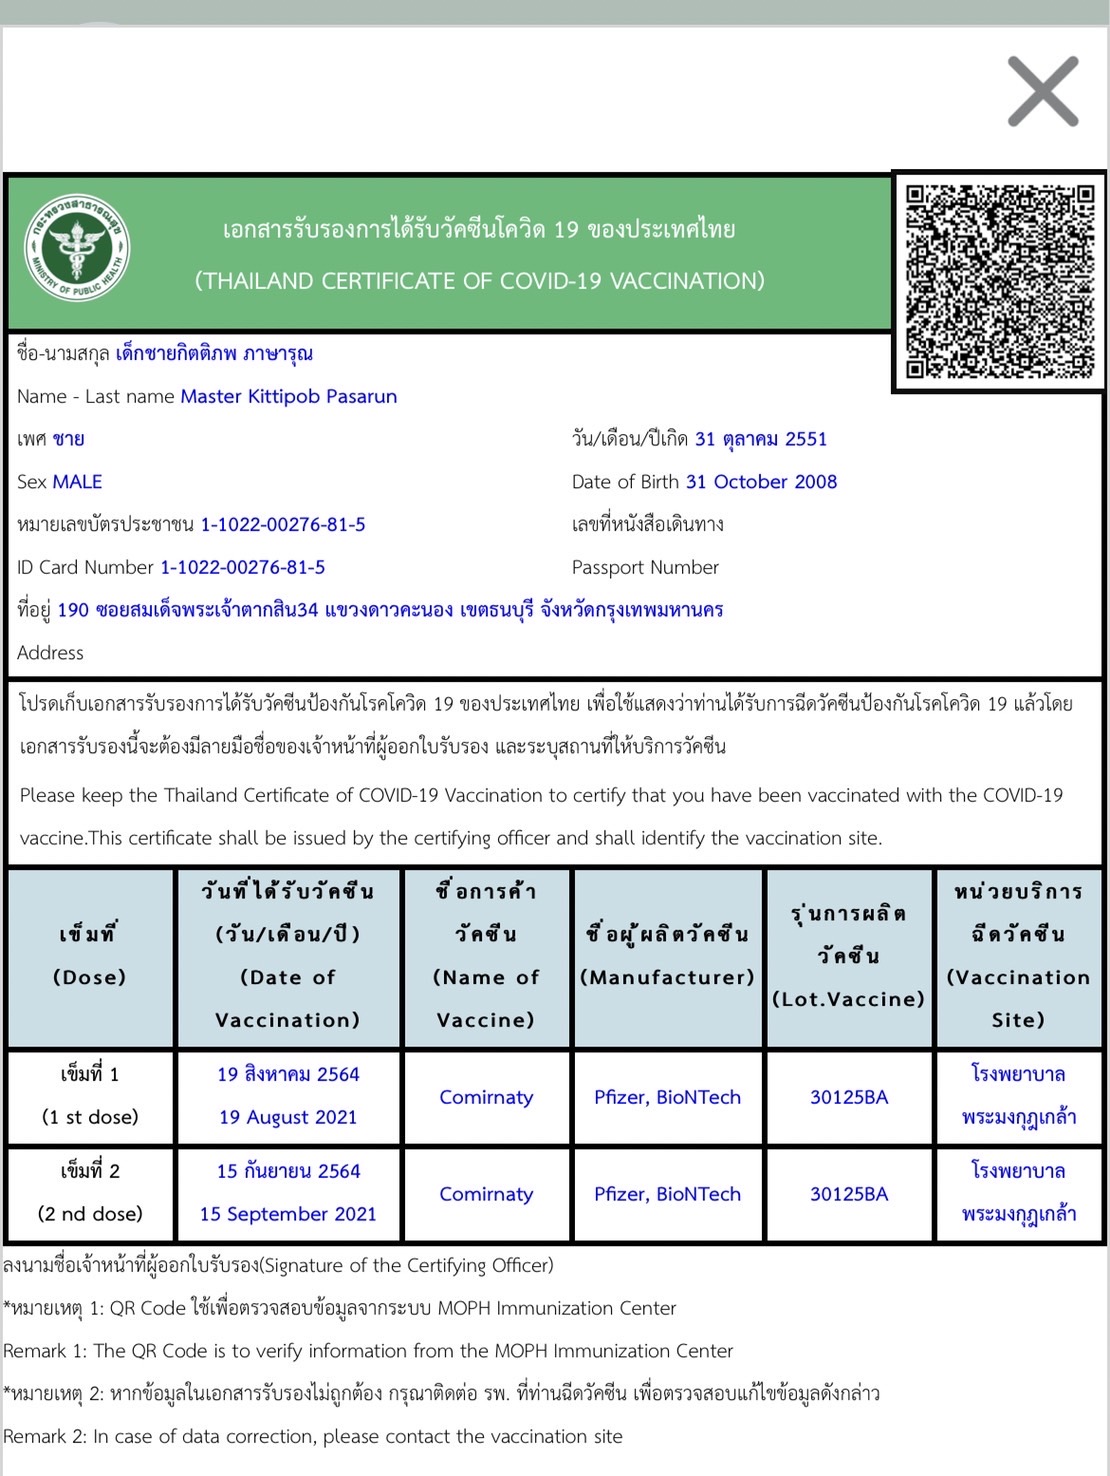 กระทรวงสาธารณสุข
MINISTRY OF PUBLIC HEALTH
เอกสารรับรองการได้รับวัคซีนโควิด 19 ของประเทศไทย
(THAILAND CERTIFICATE OF COVID-19 VACCINATION)
ชื่อ-นามสกุล เด็กชายกิตติภพ ภาษารุณ
Name - Last name Master Kittipob Pasarun
เพศ ชาย วัน/เดือน/ปีเกิด 31 ตุลาคม 2551
Sex MALE Date of Birth 31 October 2008
หมายเลขบัตรประชาชน 1-1022-00276-81-5 เลขที่หนังสือเดินทาง
ID Card Number 1-1022-00276-81-5 Passport Number
ที่อยู่ 190 ซอยสมเด็จพระเจ้าตากสิน34 แขวงดาวคะนอง เขตธนบุรี จังหวัดกรุงเทพมหานคร
Address
โปรดเก็บเอกสารรับรองการได้รับวัคซีนป้องกันโรคโควิด 19 ของประเทศไทย เพื่อใช้แสดงว่าท่านได้รับการฉีดวัคซีนป้องกันโรคโควิด 19 แล้วโดย
เอกสารรับรองนี้จะต้องมีลายมือชื่อของเจ้าหน้าที่ผู้ออกใบรับรอง และระบุสถานที่ให้บริการวัคซีน
Please keep the Thailand Certificate of COVID-19 Vaccination to certify that you have been vaccinated with the COVID-19
vaccine.This certificate shall be issued by the certifying officer and shall identify the vaccination site.
เข็มที่
(Dose)
วันที่ได้รับวัคซีน
(วัน/เดือน/ปี)
(Date of
Vaccination)
ชื่อการค้า
วัคซีน
(Name of
Vaccine)
ชื่อผู้ผลิตวัคซีน
(Manufacturer)
รุ่นการผลิต
วัคซีน
(Lot.Vaccine)
หน่วยบริการ
ฉีดวัคซีน
(Vaccination
Site)
เข็มที่ 1
(1 st dose)
19 สิงหาคม 2564
19 August 2021
Comirnaty
Pfizer, BioNTech
30125BA
โรงพยาบาล
พระมงกุฎเกล้า
เข็มที่ 2
(2 nd dose)
15 กันยายน 2564
15 September 2021
Comirnaty
Pfizer, BioNTech
30125BA
โรงพยาบาล
พระมงกุฎเกล้า
ลงนามชื่อเจ้าหน้าที่ผู้ออกใบรับรอง(Signature of the Certifying Officer)
*หมายเหตุ 1: QR Code ใช้เพื่อตรวจสอบข้อมูลจากระบบ MOPH Immunization Center
Remark 1: The QR Code is to verify information from the MOPH Immunization Center
*หมายเหตุ 2: หากข้อมูลในเอกสารรับรองไม่ถูกต้อง กรุณาติดต่อ รพ. ที่ท่านฉีดวัคซีน เพื่อตรวจสอบแก้ไขข้อมูลดังกล่าว
Remark 2: In case of data correction, please contact the vaccination site